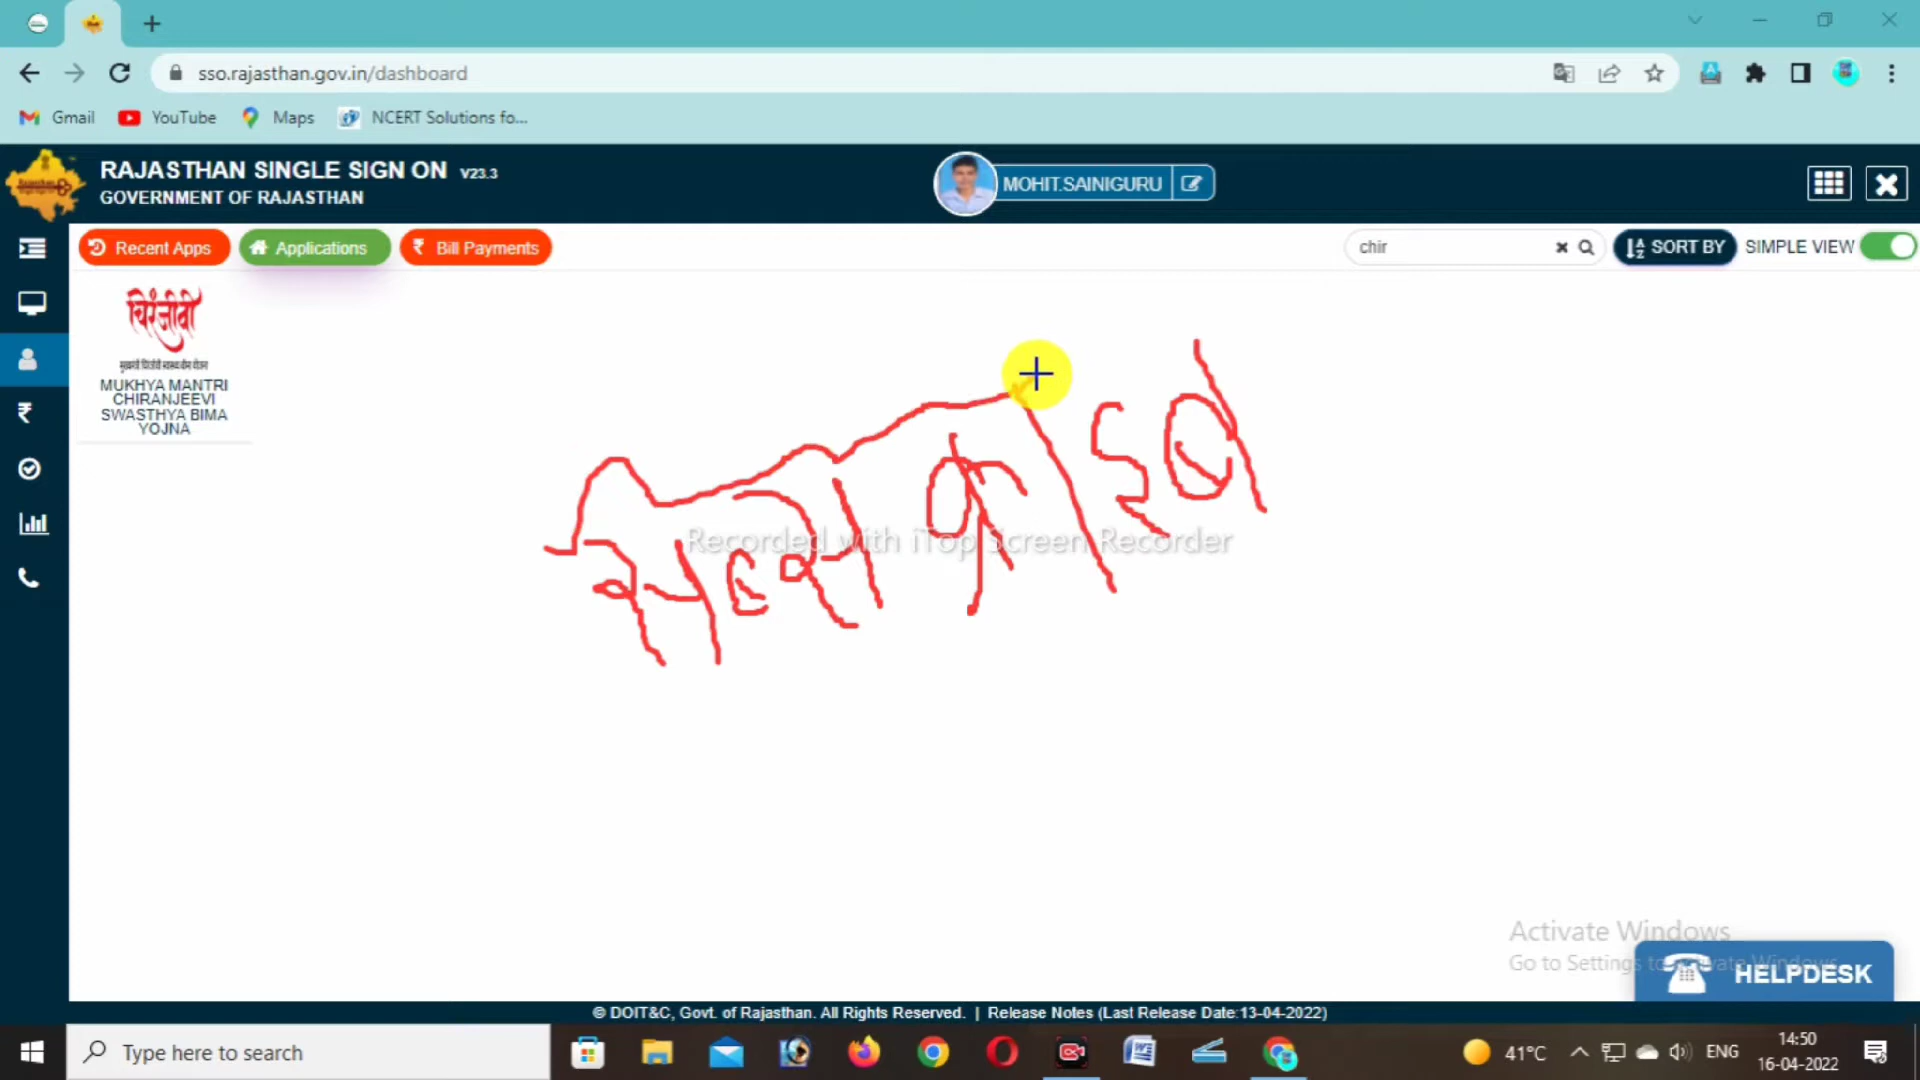 sso.rajasthan.gov.in/dashboard
Gmail YouTube Maps NCERT Solutions fo...
RAJASTHAN SINGLE SIGN ON V23.3
GOVERNMENT OF RAJASTHAN
MOHIT.SAINIGURU
Recent Apps Applications ₹ Bill Payments chir SORT BY SIMPLE VIEW
चिरंजीवी
मुख्यमंत्री चिरंजीवी स्वास्थ्य बीमा योजना
MUKHYA MANTRI
CHIRANJEEVI
SWASTHYA BIMA
YOJNA
Recorded with iTop Screen Recorder
Activate Windows
Go to Settings to activate Windows.
HELPDESK
© DOIT&C, Govt. of Rajasthan. All Rights Reserved. | Release Notes (Last Release Date:13-04-2022)
Type here to search 41°C ENG 14:50
16-04-2022